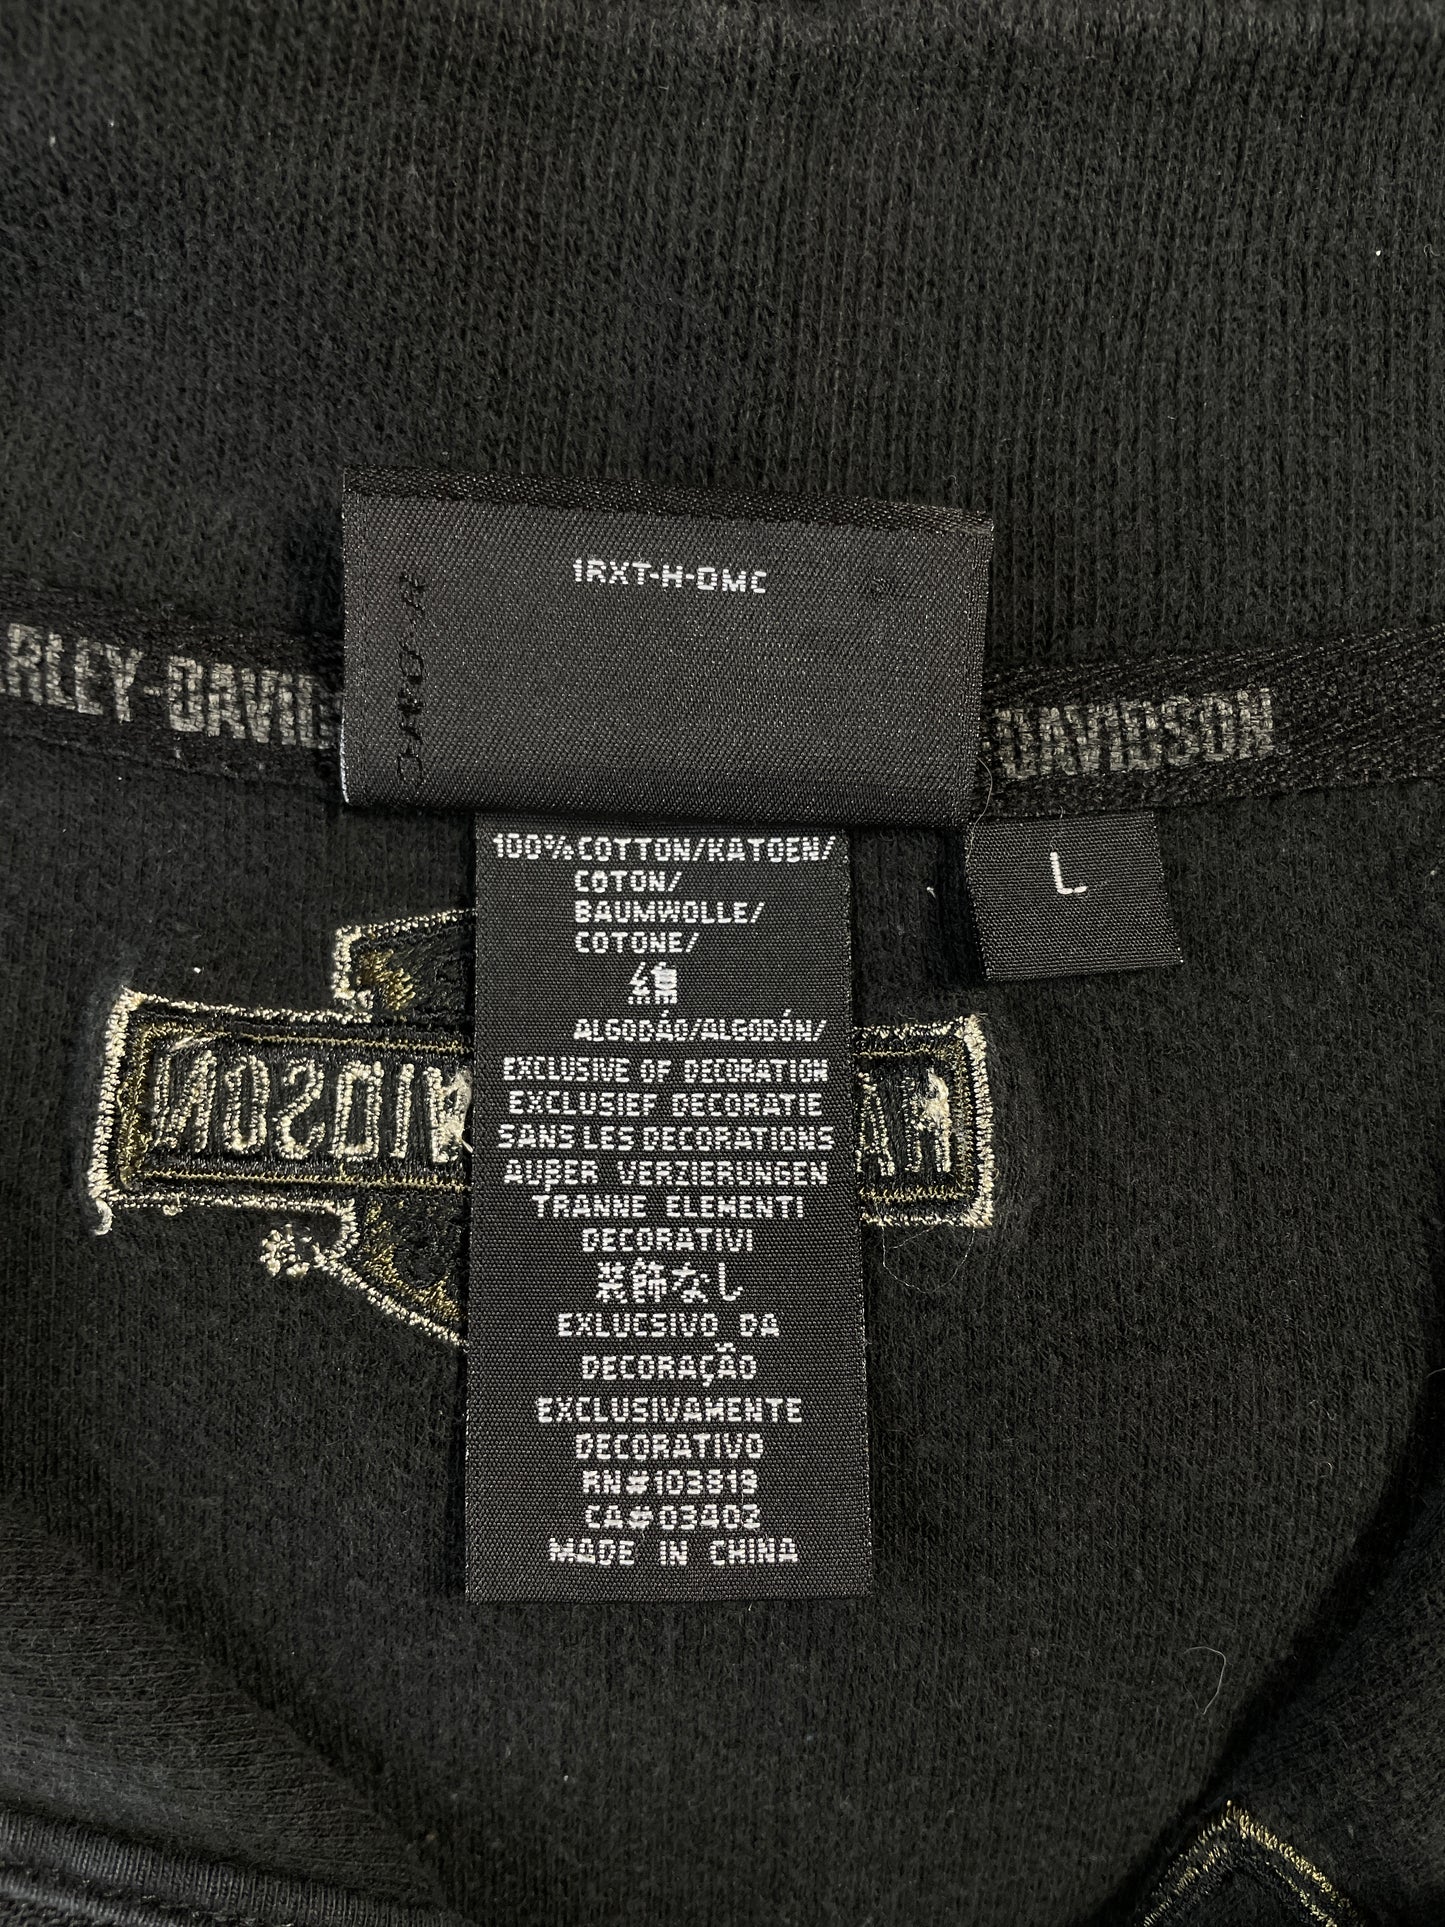 1RXT-H-DMC
RLEY-DAVID
DAVIDSON
L
100%COTTON/KATOEN/
COTON/
BAUMWOLLE/
COTONE/
綿
ALGODÃO/ALGODÓN/
EXCLUSIVE OF DECORATION
EXCLUSIEF DECORATIE
SANS LES DECORATIONS
AUßER VERZIERUNGEN
TRANNE ELEMENTI
DECORATIVI
装飾なし
EXLUCSIVO DA
DECORAÇÃO
EXCLUSIVAMENTE
DECORATIVO
RN#103819
CA#03402
MADE IN CHINA